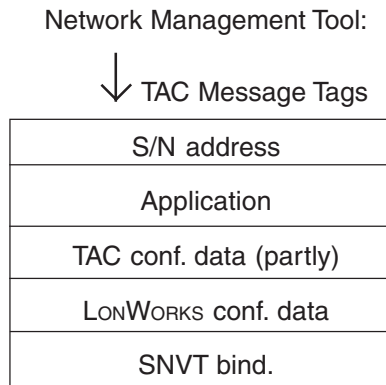 Network Management Tool:
TAC Message Tags
S/N address
Application
TAC conf. data (partly)
LONWORKS conf. data
SNVT bind.